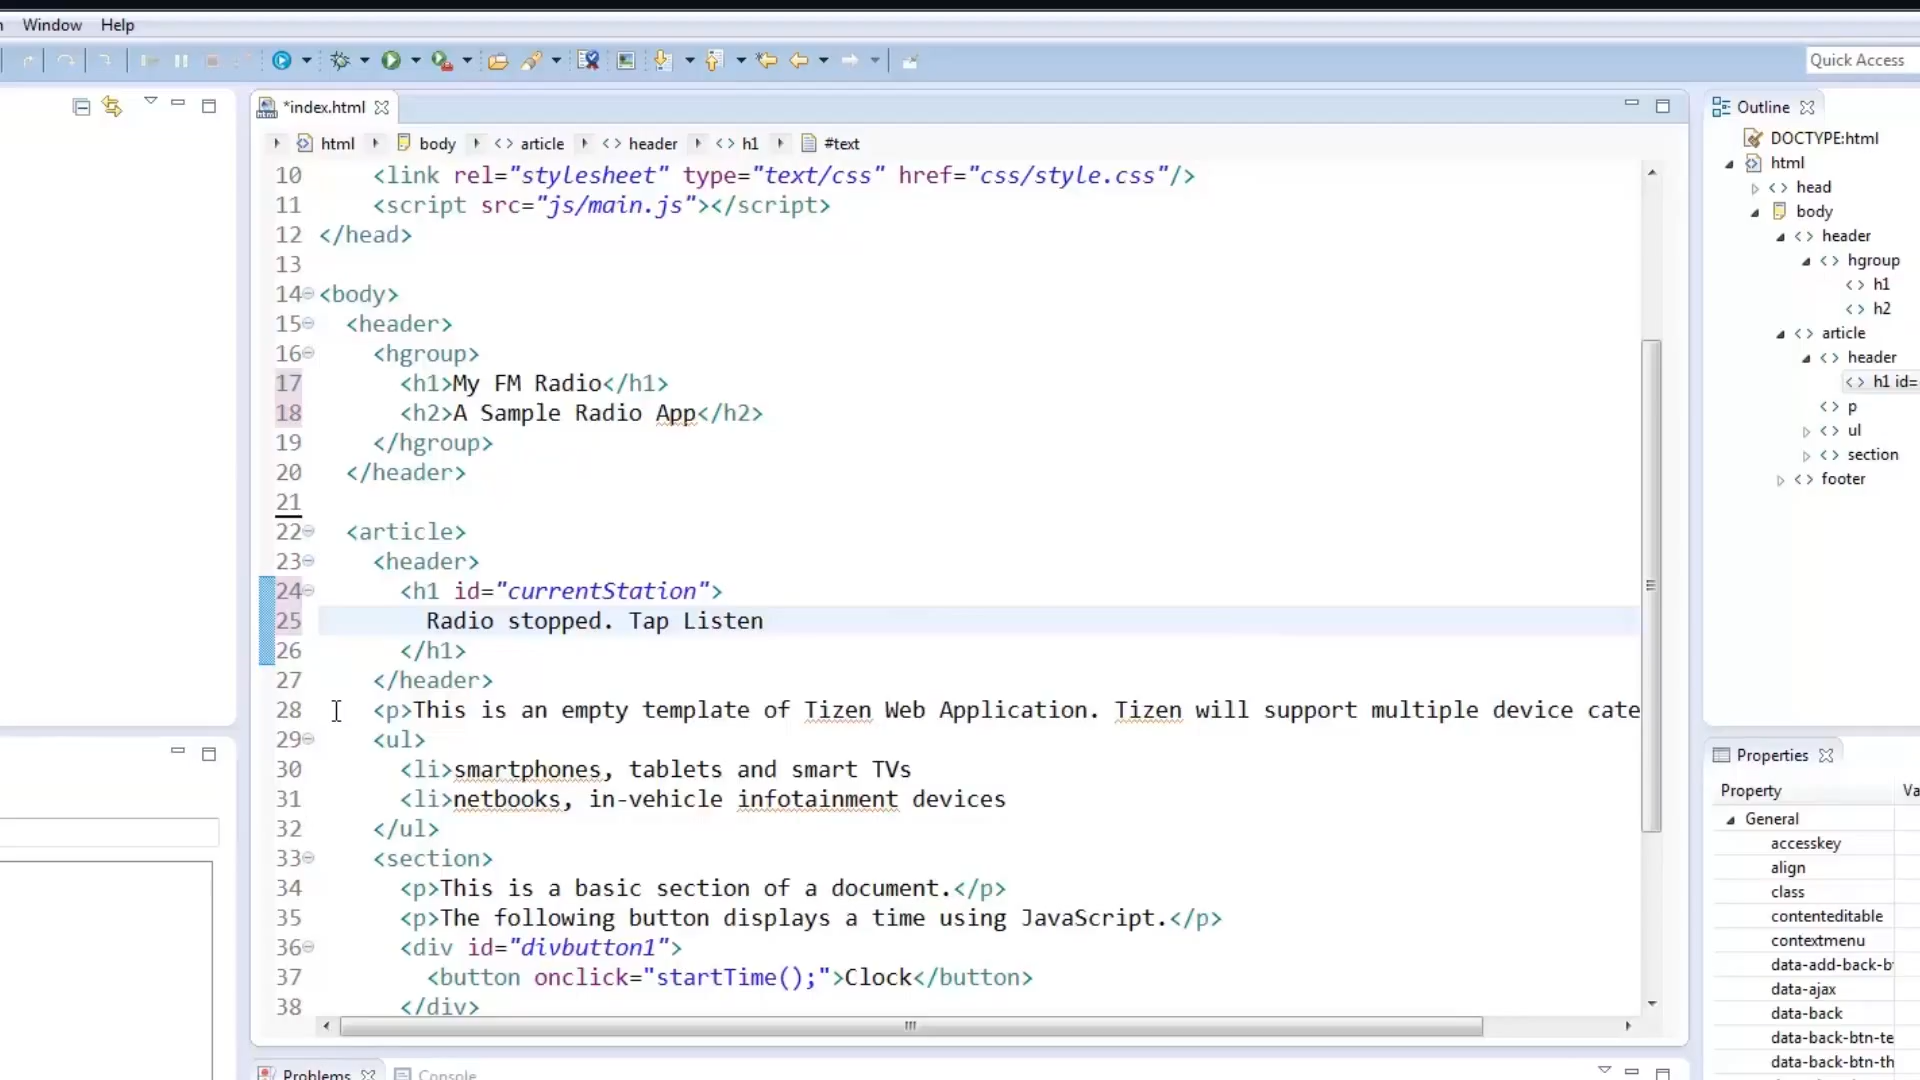 Window Help
Quick Access
*index.html
html body article header h1 #text
10 <link rel="stylesheet" type="text/css" href="css/style.css"/>
11 <script src="js/main.js"></script>
12 </head>
13
14 <body>
15 <header>
16 <hgroup>
17 <h1>My FM Radio</h1>
18 <h2>A Sample Radio App</h2>
19 </hgroup>
20 </header>
21
22 <article>
23 <header>
24 <h1 id="currentStation">
25 Radio stopped. Tap Listen
26 </h1>
27 </header>
28 <p>This is an empty template of Tizen Web Application. Tizen will support multiple device cate
29 <ul>
30 <li>smartphones, tablets and smart TVs
31 <li>netbooks, in-vehicle infotainment devices
32 </ul>
33 <section>
34 <p>This is a basic section of a document.</p>
35 <p>The following button displays a time using JavaScript.</p>
36 <div id="divbutton1">
37 <button onclick="startTime();">Clock</button>
38 </div>
Problems Console
Outline
DOCTYPE:html
html
head
body
header
hgroup
h1
h2
article
header
h1 id=
p
ul
section
footer
Properties
Property Va
General
accesskey
align
class
contenteditable
contextmenu
data-add-back-b
data-ajax
data-back
data-back-btn-te
data-back-btn-th